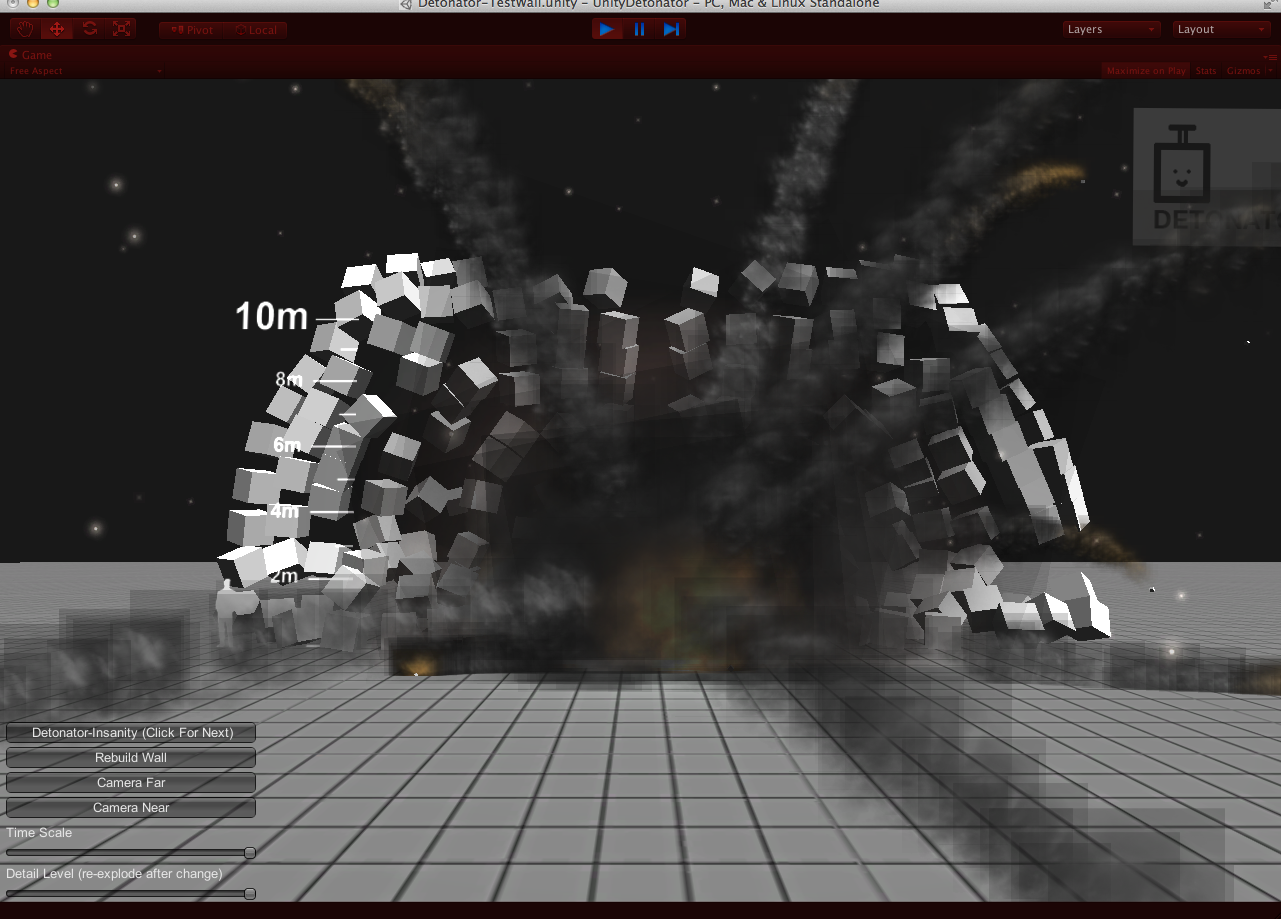 Detonator-TestWall.unity - UnityDetonator - PC, Mac & Linux Standalone
Pivot Local Layers Layout
Game
Free Aspect Maximize on Play Stats Gizmos
DETONAT
10m
8m
6m
4m
2m
Detonator-Insanity (Click For Next)
Rebuild Wall
Camera Far
Camera Near
Time Scale
Detail Level (re-explode after change)